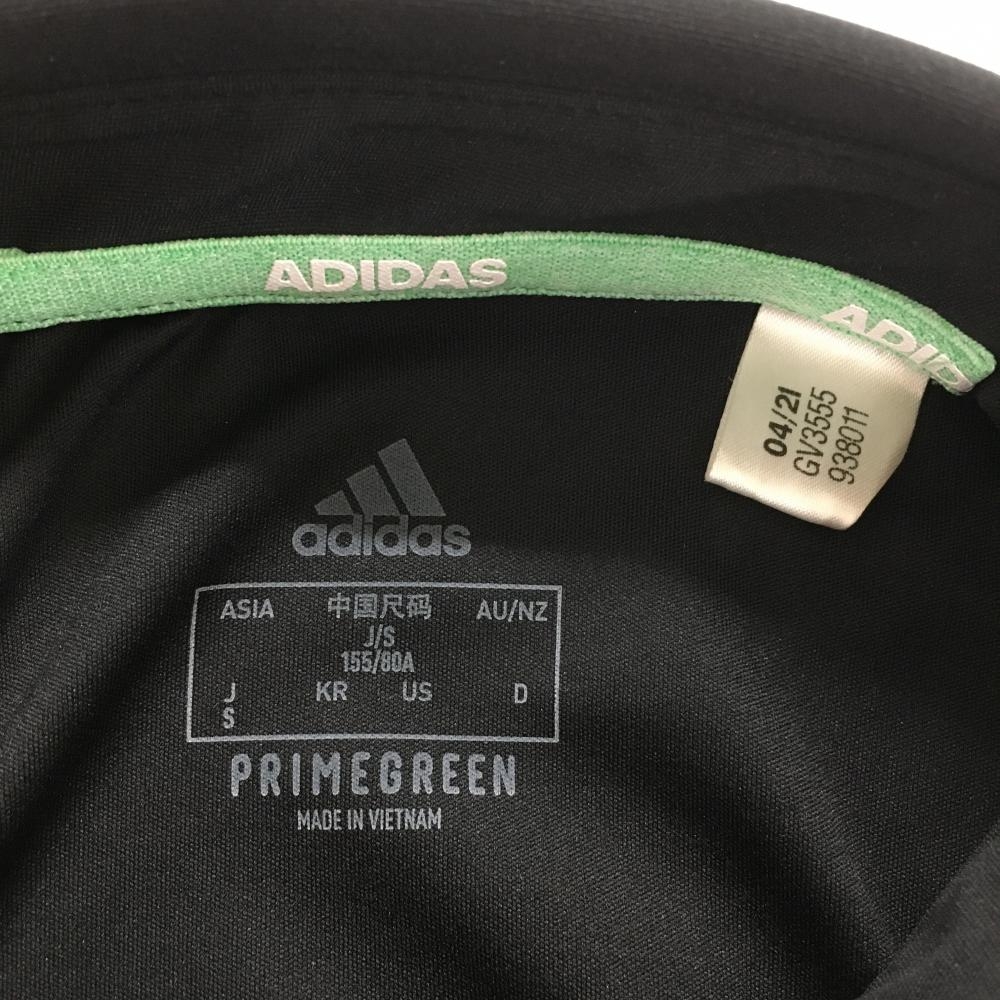 ADIDAS
ADID
04/21
GV3555
938011
adidas
ASIA 中国尺码 AU/NZ
J/S
155/80A
J KR US D
S
PRIMEGREEN
MADE IN VIETNAM